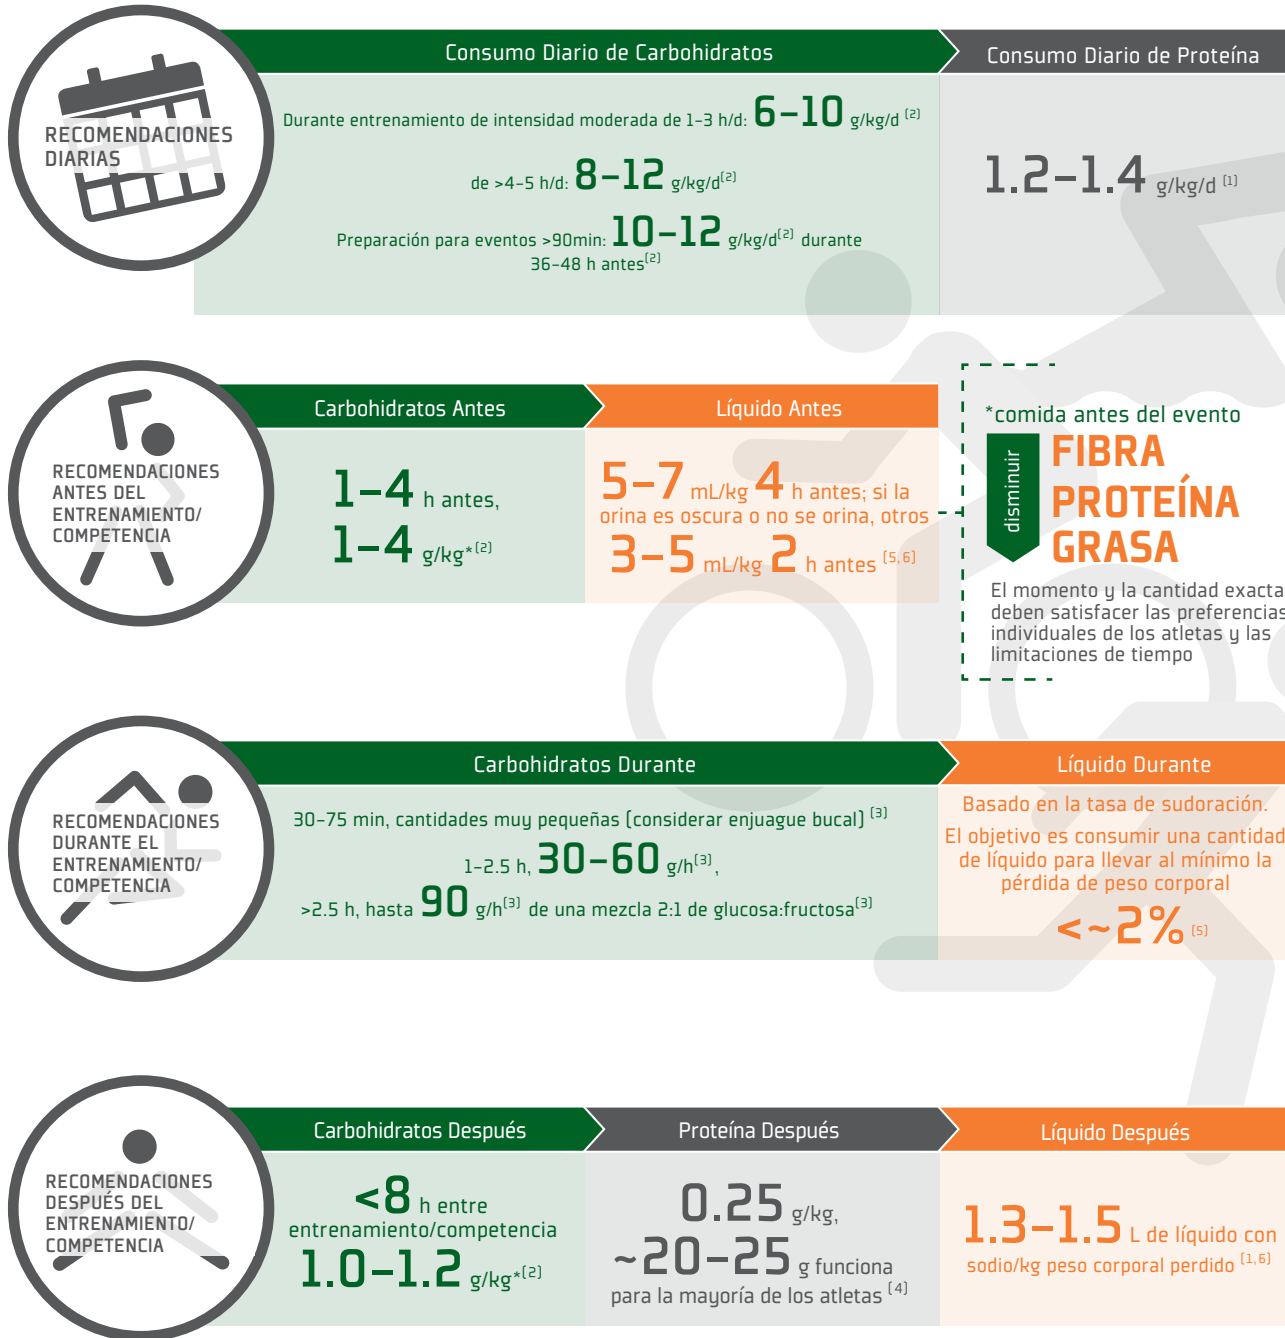 RECOMENDACIONES
DIARIAS
Consumo Diario de Carbohidratos
Durante entrenamiento de intensidad moderada de 1–3 h/d: 6–10 g/kg/d (2)
de >4–5 h/d: 8–12 g/kg/d(2)
Preparación para eventos >90min: 10–12 g/kg/d(2) durante
36–48 h antes(2)
Consumo Diario de Proteína
1.2–1.4 g/kg/d (1)
RECOMENDACIONES
ANTES DEL
ENTRENAMIENTO/
COMPETENCIA
Carbohidratos Antes
1–4 h antes,
1–4 g/kg*(2)
Líquido Antes
5–7 mL/kg 4 h antes; si la
orina es oscura o no se orina, otros
3–5 mL/kg 2 h antes (5,6)
*comida antes del evento
disminuir
FIBRA
PROTEÍNA
GRASA
El momento y la cantidad exacta
deben satisfacer las preferencias
individuales de los atletas y las
limitaciones de tiempo
RECOMENDACIONES
DURANTE EL
ENTRENAMIENTO/
COMPETENCIA
Carbohidratos Durante
30–75 min, cantidades muy pequeñas (considerar enjuague bucal) (3)
1–2.5 h, 30–60 g/h(3),
>2.5 h, hasta 90 g/h(3) de una mezcla 2:1 de glucosa:fructosa(3)
Líquido Durante
Basado en la tasa de sudoración.
El objetivo es consumir una cantidad
de líquido para llevar al mínimo la
pérdida de peso corporal
<~2% (5)
RECOMENDACIONES
DESPUÉS DEL
ENTRENAMIENTO/
COMPETENCIA
Carbohidratos Después
<8 h entre
entrenamiento/competencia
1.0–1.2 g/kg*(2)
Proteína Después
0.25 g/kg,
~20–25 g funciona
para la mayoría de los atletas (4)
Líquido Después
1.3–1.5 L de líquido con
sodio/kg peso corporal perdido (1,6)